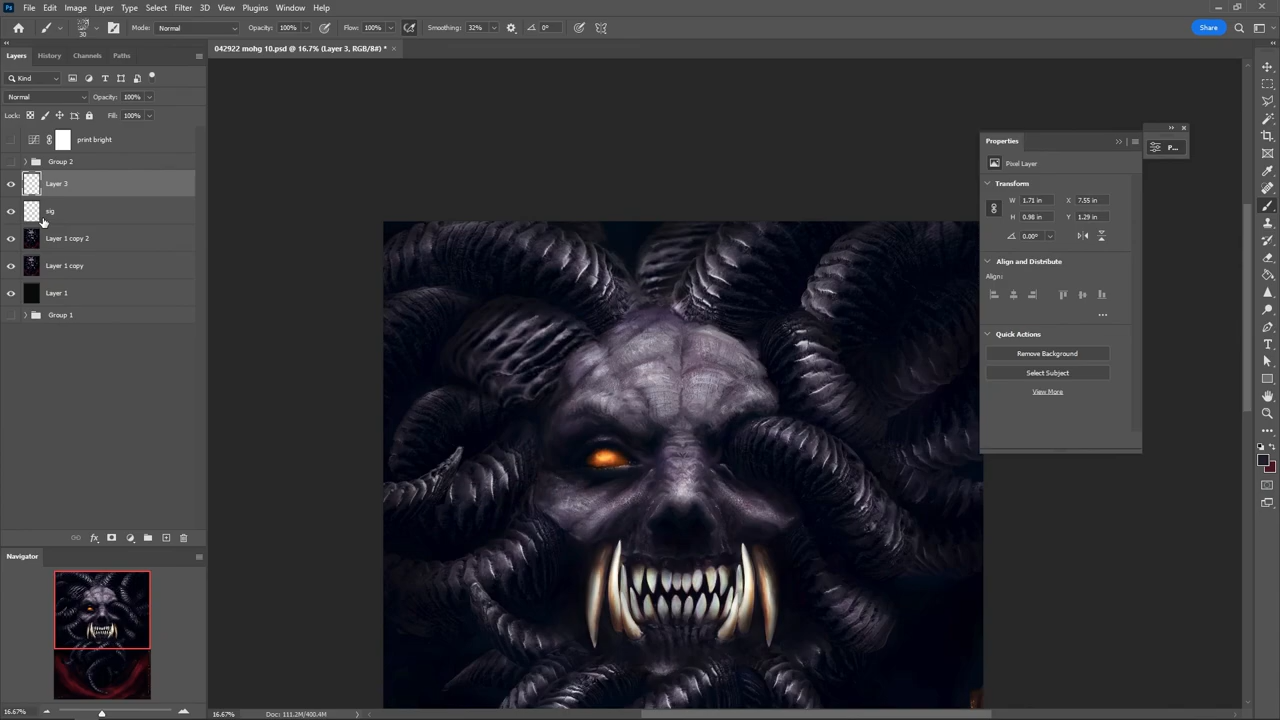 Ps File Edit Image Layer Type Select Filter 3D View Plugins Window Help
30 Mode: Normal Opacity: 100% Flow: 100% Smoothing: 32% 0° Share
Layers History Channels Paths
042922 mohg 10.psd @ 16.7% (Layer 3, RGB/8#) * ×
Kind
Normal Opacity: 100%
Lock: Fill: 100%
print bright
Group 2
Layer 3
sig
Layer 1 copy 2
Layer 1 copy
Layer 1
Group 1
Properties
P...
Pixel Layer
Transform
W 1.71 in X 7.55 in
H 0.98 in Y 1.29 in
0.00°
Align and Distribute
Align:
Quick Actions
Remove Background
Select Subject
View More
fx
Navigator
16.67%
16.67% Doc: 111.2M/400.4M